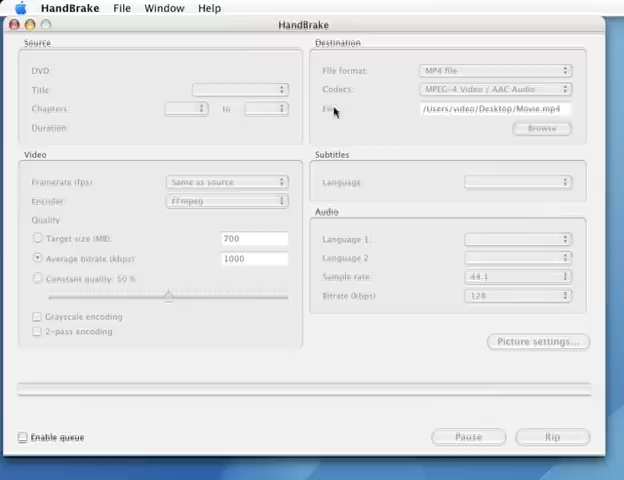 HandBrake File Window Help
HandBrake
Source
DVD:
Title:
Chapters: to
Duration:
Destination
File format: MP4 file
Codecs: MPEG-4 Video / AAC Audio
File: /Users/video/Desktop/Movie.mp4
Browse
Video
Framerate (fps) Same as source
Encoder: FFmpeg
Quality
Target size (MB): 700
Average bitrate (kbps) 1000
Constant quality: 50 %
Grayscale encoding
2-pass encoding
Subtitles
Language:
Audio
Language 1:
Language 2
Sample rate: 44.1
Bitrate (kbps) 128
Picture settings...
Enable queue
Pause Rip